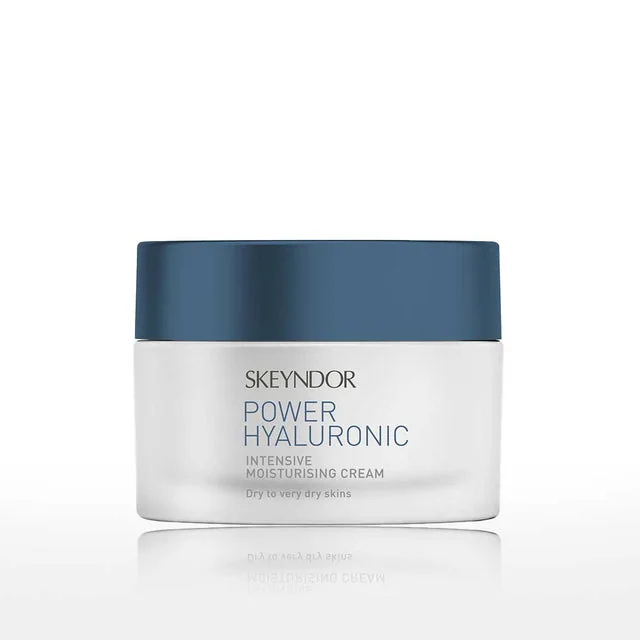 SKEYNDOR
POWER
HYALURONIC
INTENSIVE
MOISTURISING CREAM
Dry to very dry skins